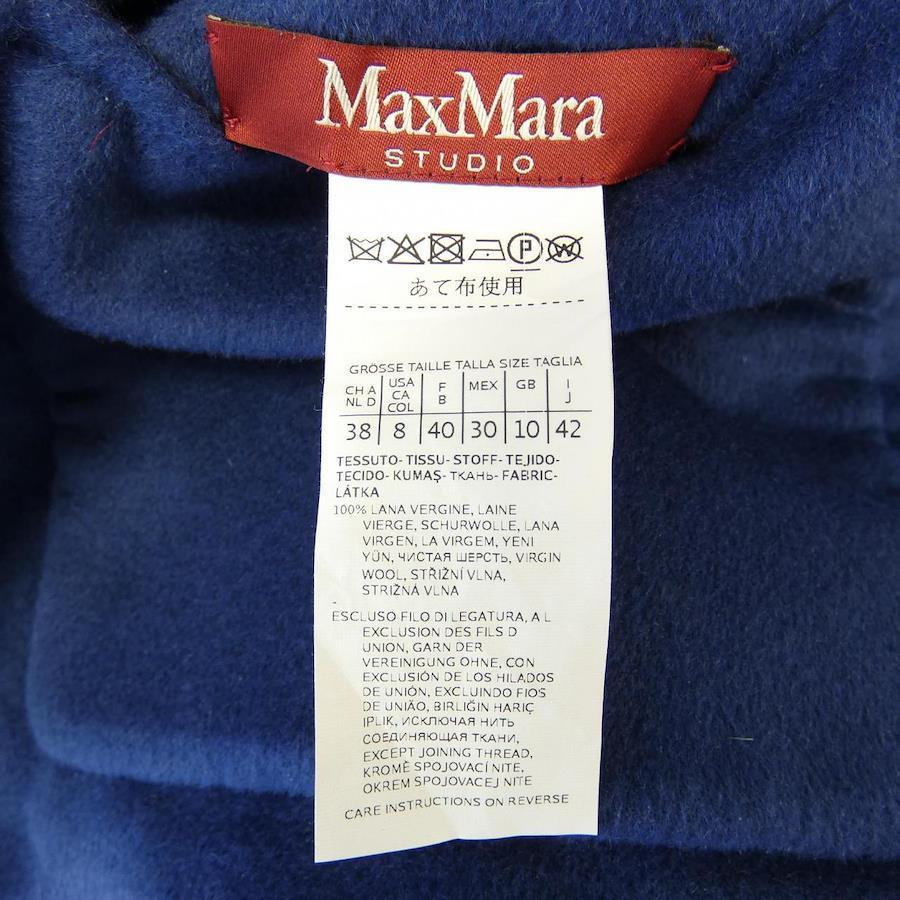 MaxMara
STUDIO
P W
あて布使用
GRÖSSE TAILLE TALLA SIZE TAGLIA
CH A NL D | USA CA COL | F B | MEX | GB | I J
38 | 8 | 40 | 30 | 10 | 42
TESSUTO- TISSU- STOFF- TEJIDO-
TECIDO- KUMAŞ- ТКАНЬ- FABRIC-
LÁTKA
100% LANA VERGINE, LAINE
VIERGE, SCHURWOLLE, LANA
VIRGEN, LA VIRGEM, YENI
YÜN, ЧИСТАЯ ШЕРСТЬ, VIRGIN
WOOL, STŘIŽNÍ VLNA,
STRIŽNÁ VLNA
-
ESCLUSO FILO DI LEGATURA, A L
EXCLUSION DES FILS D
UNION, GARN DER
VEREINIGUNG OHNE, CON
EXCLUSIÓN DE LOS HILADOS
DE UNIÓN, EXCLUINDO FIOS
DE UNIÃO, BIRLIĞIN HARIÇ
IPLIK, ИСКЛЮЧАЯ НИТЬ
СОЕДИНЯЮЩАЯ ТКАНИ,
EXCEPT JOINING THREAD,
KROMĚ SPOJOVACÍ NITE,
OKREM SPOJOVACEJ NITE
CARE INSTRUCTIONS ON REVERSE